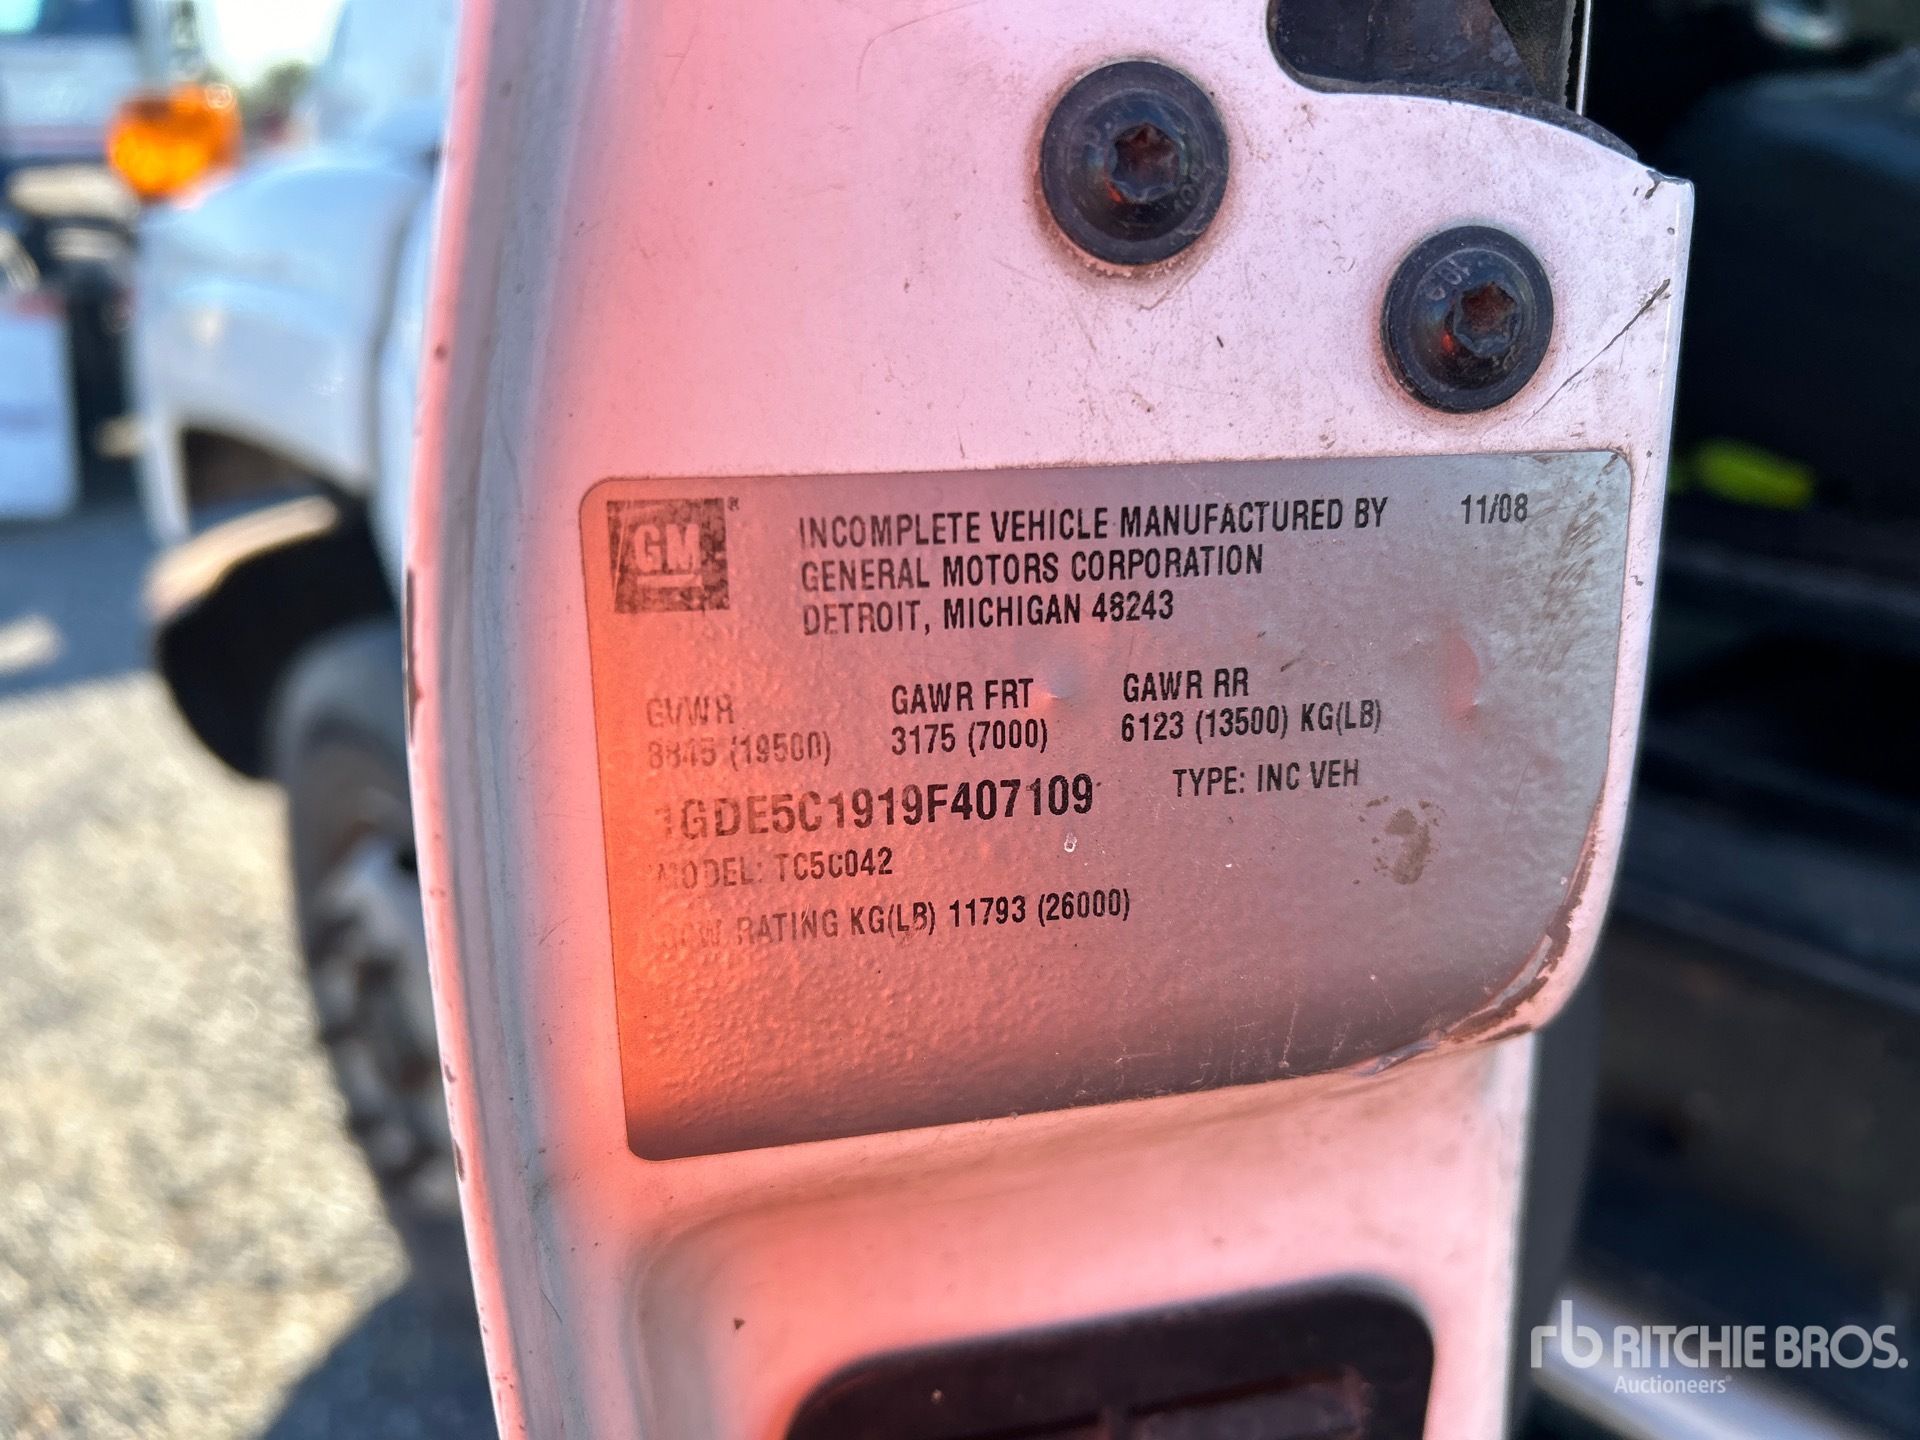 GM®
INCOMPLETE VEHICLE MANUFACTURED BY 11/08
GENERAL MOTORS CORPORATION
DETROIT, MICHIGAN 48243
GVWR GAWR FRT GAWR RR
8845 (19500) 3175 (7000) 6123 (13500) KG(LB)
1GDE5C1919F407109 TYPE: INC VEH
MODEL: TC5C042
GCW RATING KG(LB) 11793 (26000)
rb RITCHIE BROS.
Auctioneers